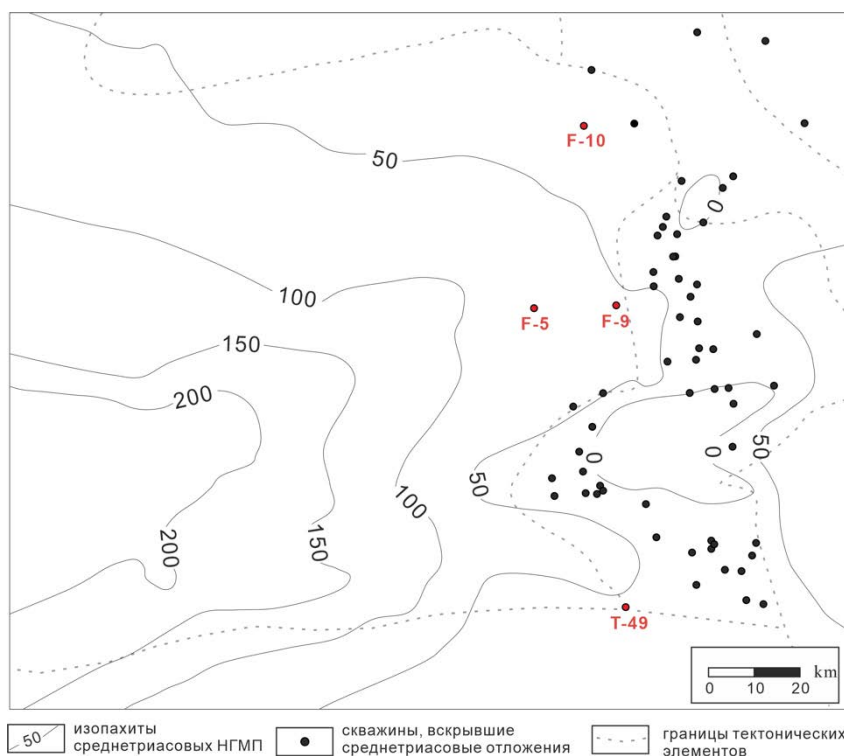 F-10
50
0
100
F-5
F-9
150
200
50
0
0
50
100
200
150
T-49
km
0 10 20
50
изопахиты
среднетриасовых НГМП
скважины, вскрывшие
среднетриасовые отложения
границы тектонических
элементов